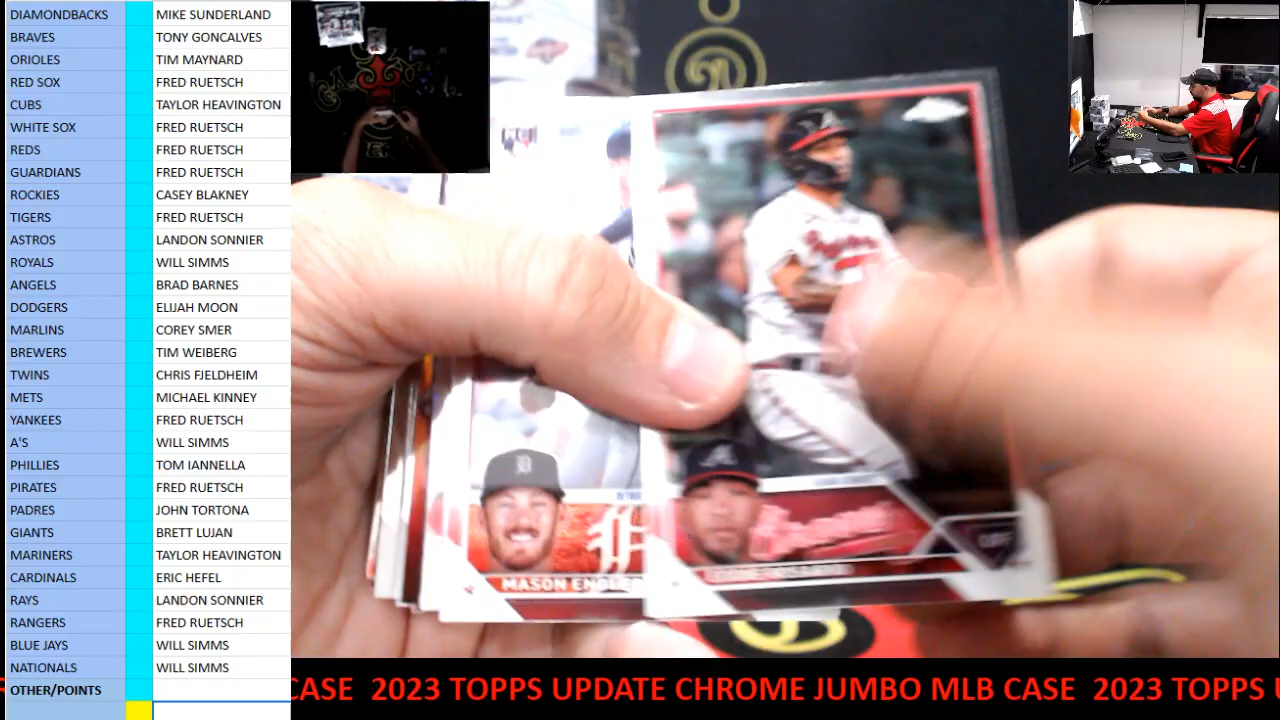 DIAMONDBACKS MIKE SUNDERLAND
BRAVES TONY GONCALVES
ORIOLES TIM MAYNARD
RED SOX FRED RUETSCH
CUBS TAYLOR HEAVINGTON
WHITE SOX FRED RUETSCH
REDS FRED RUETSCH
GUARDIANS FRED RUETSCH
ROCKIES CASEY BLAKNEY
TIGERS FRED RUETSCH
ASTROS LANDON SONNIER
ROYALS WILL SIMMS
ANGELS BRAD BARNES
DODGERS ELIJAH MOON
MARLINS COREY SMER
BREWERS TIM WEIBERG
TWINS CHRIS FJELDHEIM
METS MICHAEL KINNEY
YANKEES FRED RUETSCH
A'S WILL SIMMS
PHILLIES TOM IANNELLA
PIRATES FRED RUETSCH
PADRES JOHN TORTONA
GIANTS BRETT LUJAN
MARINERS TAYLOR HEAVINGTON
CARDINALS ERIC HEFEL
RAYS LANDON SONNIER
RANGERS FRED RUETSCH
BLUE JAYS WILL SIMMS
NATIONALS WILL SIMMS
OTHER/POINTS
MASON ENGLE
CASE 2023 TOPPS UPDATE CHROME JUMBO MLB CASE 2023 TOPPS